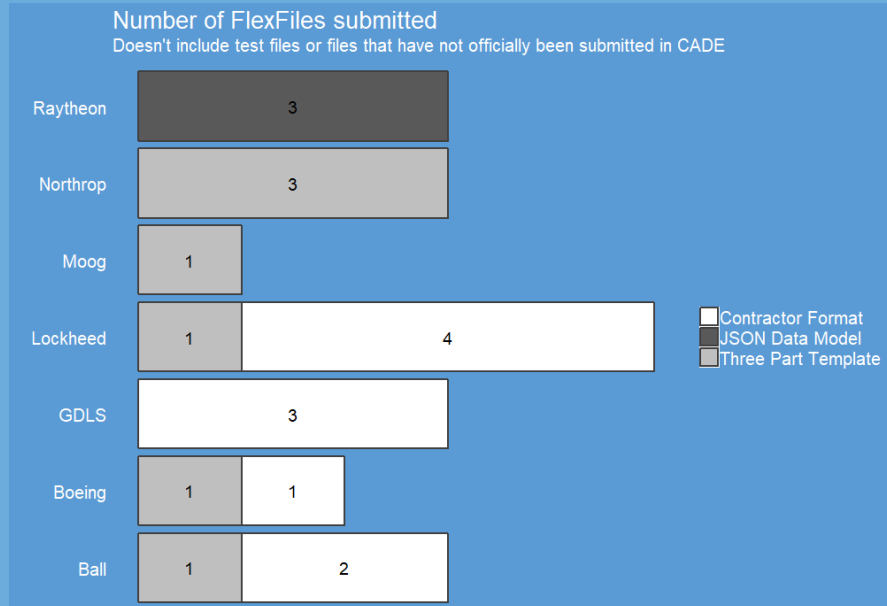 Number of FlexFiles submitted
Doesn't include test files or files that have not officially been submitted in CADE
Raytheon 3
Northrop 3
Moog 1
Lockheed 1 4
Contractor Format
JSON Data Model
Three Part Template
GDLS 3
Boeing 1 1
Ball 1 2